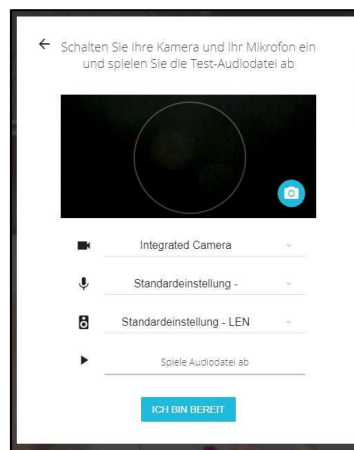 Schalten Sie Ihre Kamera und Ihr Mikrofon ein
und spielen Sie die Test-Audiodatei ab
Integrated Camera
Standardeinstellung -
Standardeinstellung - LEN
Spiele Audiodatei ab
ICH BIN BEREIT